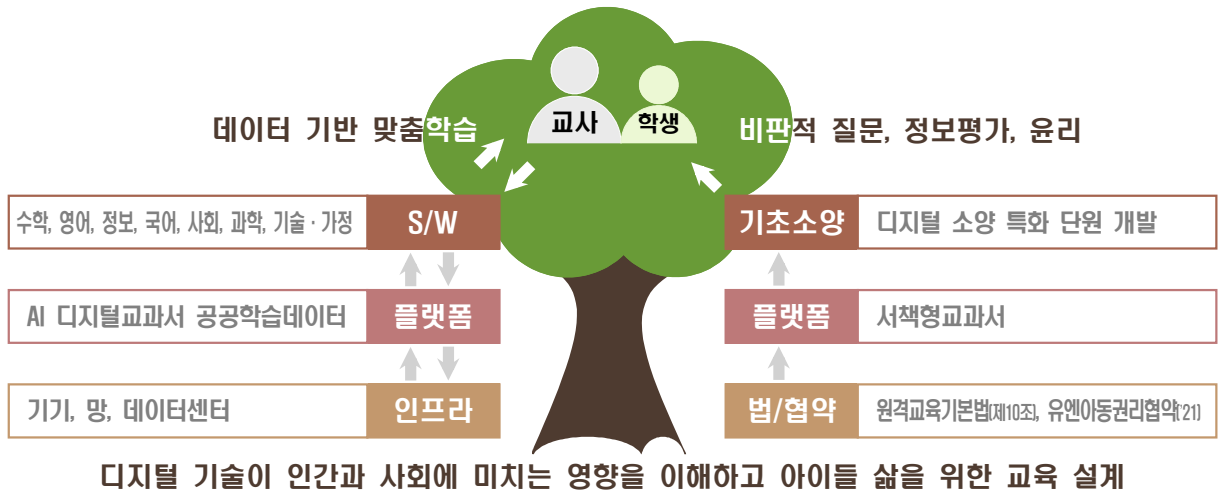 교사
학생
데이터 기반 맞춤학습
비판적 질문, 정보평가, 윤리
수학, 영어, 정보, 국어, 사회, 과학, 기술·가정
S/W
기초소양
디지털 소양 특화 단원 개발
AI 디지털교과서 공공학습데이터
플랫폼
플랫폼
서책형교과서
기기, 망, 데이터센터
인프라
법/협약
원격교육기본법(제10조), 유엔아동권리협약('21)
디지털 기술이 인간과 사회에 미치는 영향을 이해하고 아이들 삶을 위한 교육 설계